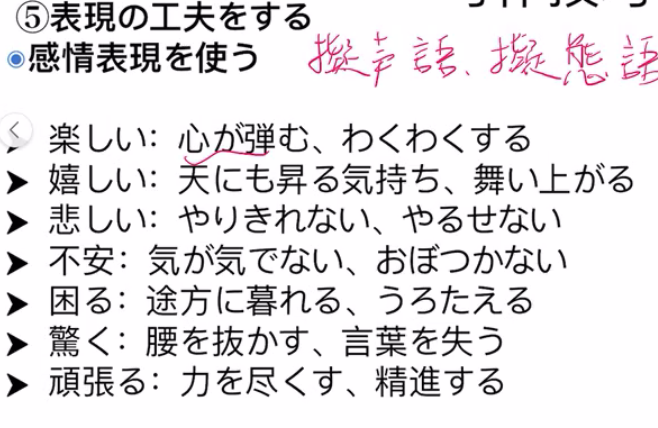 ⑤表現の工夫をする
感情表現を使う 擬声語、擬態語
楽しい：心が弾む、わくわくする
嬉しい：天にも昇る気持ち、舞い上がる
悲しい：やりきれない、やるせない
不安：気が気でない、おぼつかない
困る：途方に暮れる、うろたえる
驚く：腰を抜かす、言葉を失う
頑張る：力を尽くす、精進する